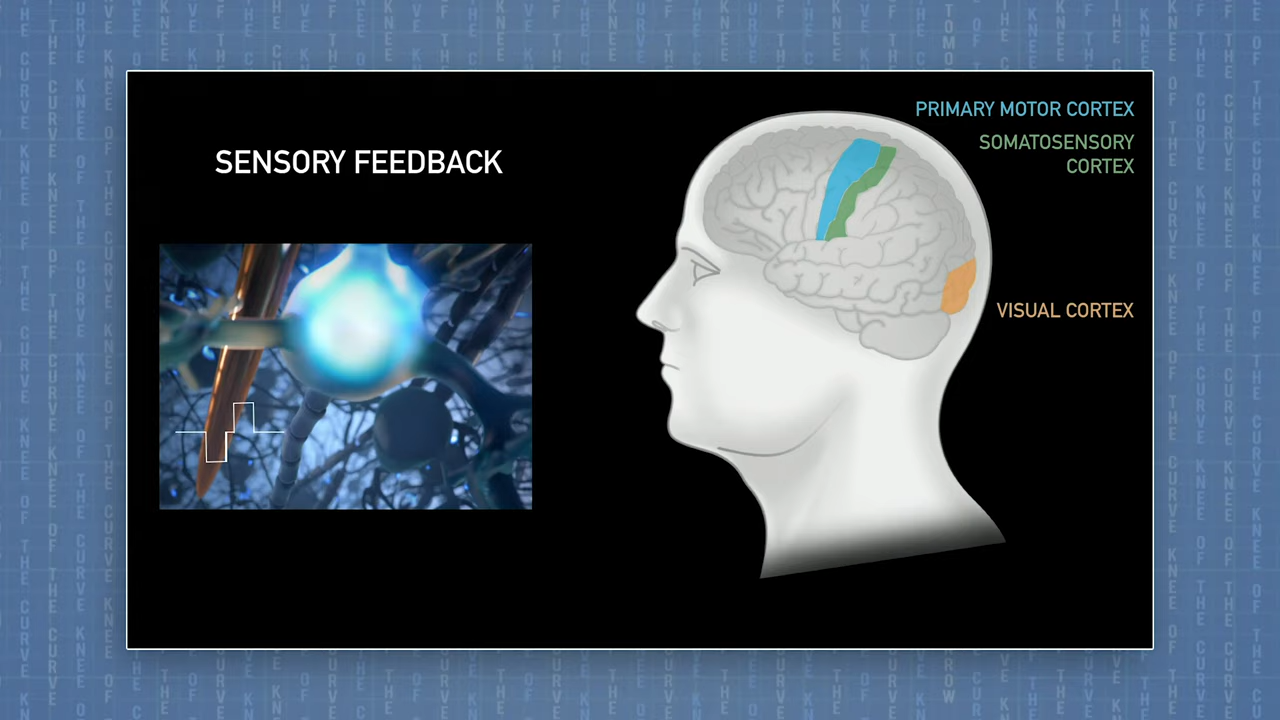 SENSORY FEEDBACK
PRIMARY MOTOR CORTEX
SOMATOSENSORY
CORTEX
VISUAL CORTEX